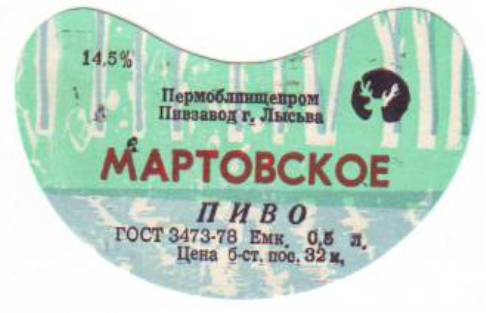 14,5%
Пермоблпищепром
Пивзавод г. Лысьва
МАРТОВСКОЕ
ПИВО
ГОСТ 3473-78 Емк. 0,5 л.
Цена б-ст. пос. 32 к,